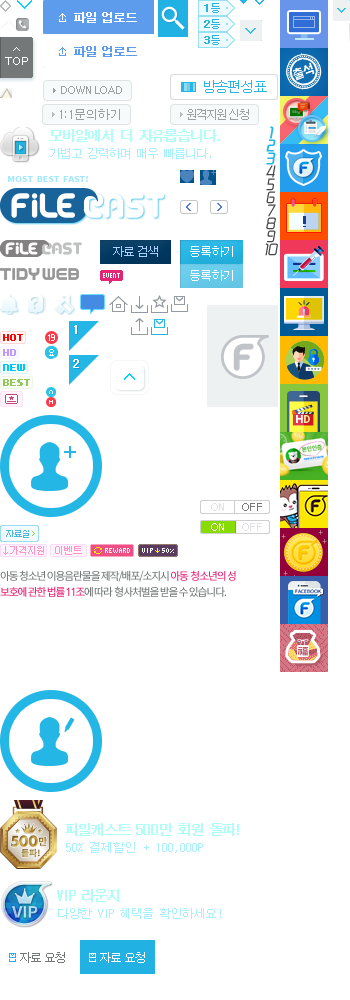 파일 업로드
1등
2등
3등
TOP
파일 업로드
DOWN LOAD
방송편성표
1:1문의하기
원격지원신청
출석
모바일에서 더 자유롭습니다.
가볍고 강력하며 매우 빠릅니다.
1
2
3
4
5
6
7
8
9
10
MOST BEST FAST!
FiLECAST
FiLECAST
자료 검색
등록하기
TIDYWEB
EVENT
등록하기
HOT
19
1
HD
NEW
2
BEST
HD
본인인증
ON OFF
ON OFF
자료실>
↓가격지원
이벤트
REWARD
VIP↓50%
아동 청소년 이용음란물을 제작/배포/소지시 아동 청소년의 성
보호에 관한 법률 11조에 따라 형사처벌을 받을 수 있습니다.
FACEBOOK
福
500만
돌파!
파일캐스트 500만 회원 돌파!
50% 결제할인 + 100,000P
VIP
VIP 라운지
다양한 VIP 혜택을 확인하세요!
자료 요청
자료 요청